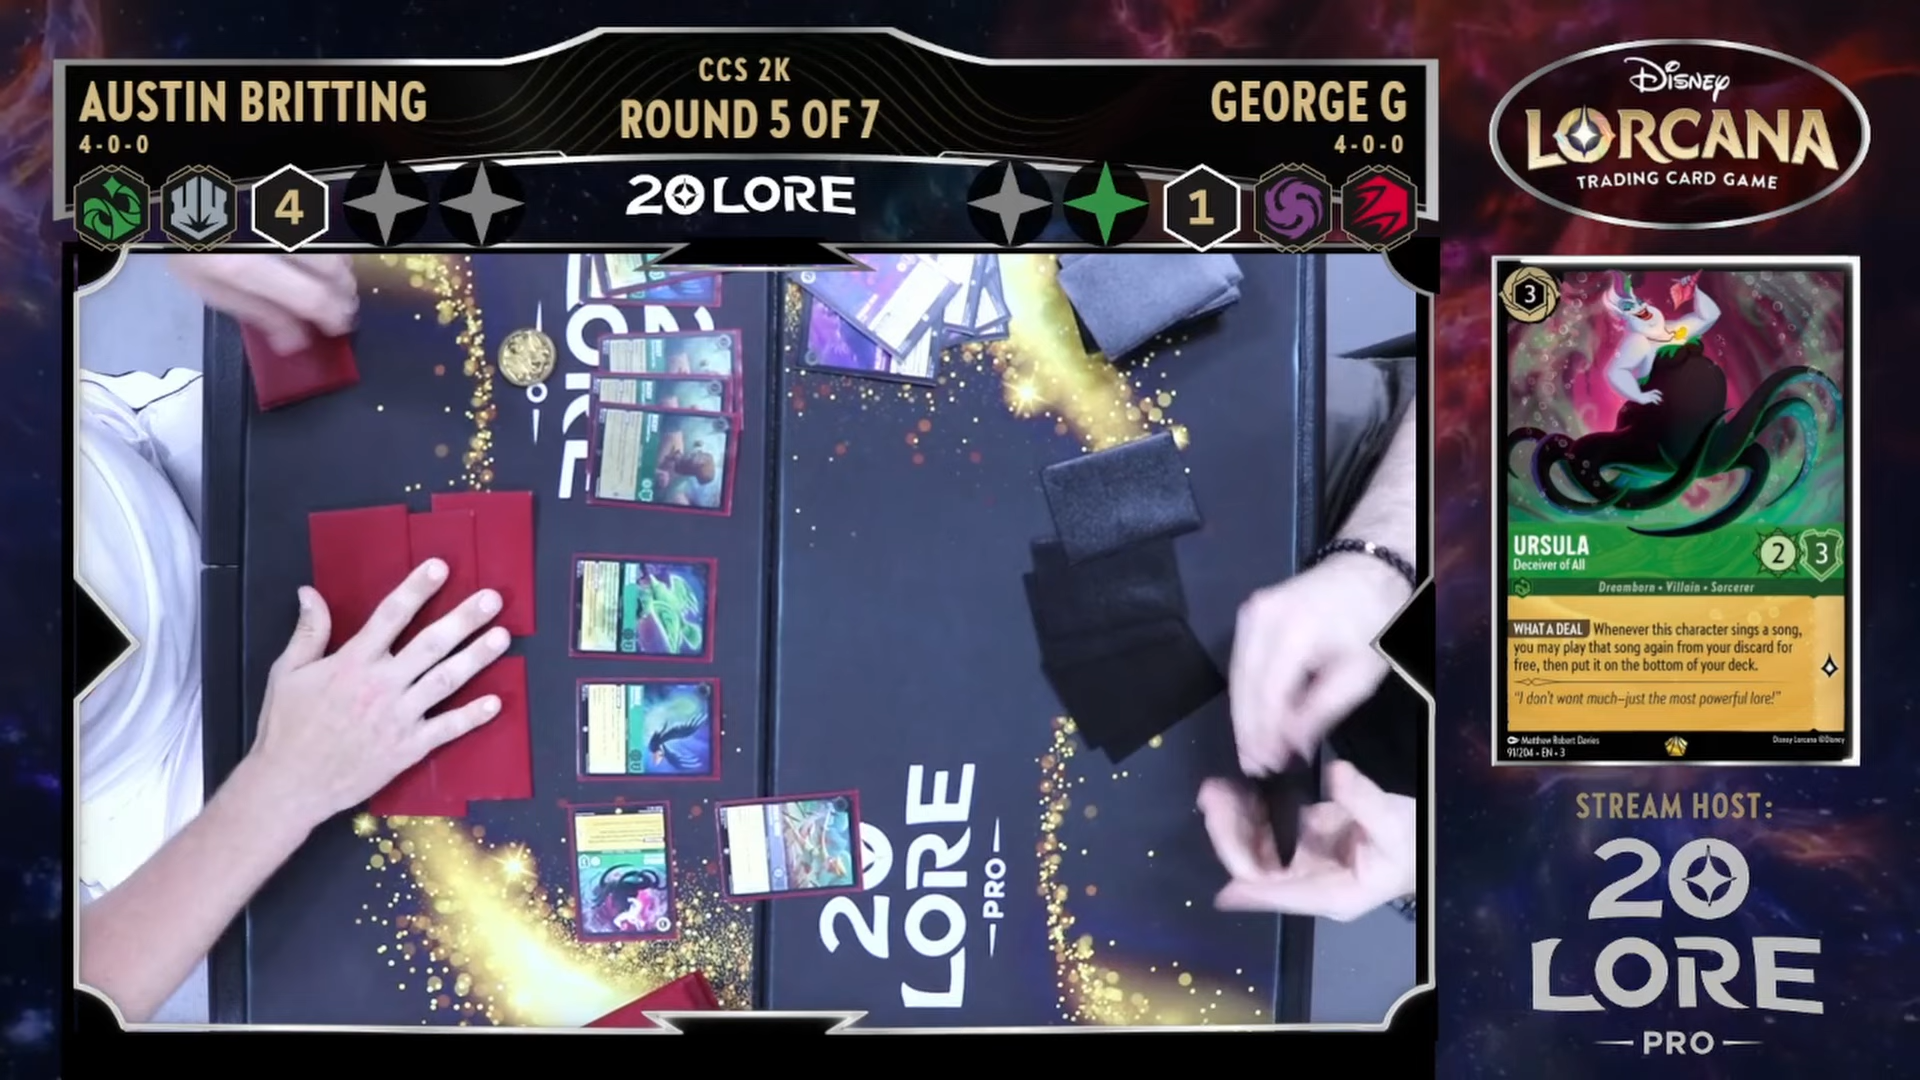 AUSTIN BRITTING
4-0-0
4
CCS 2K
ROUND 5 OF 7
20 LORE
GEORGE G
4-0-0
1
Disney
LORCANA
TRADING CARD GAME
3
URSULA
Deceiver of All
2 3
Dreamborn • Villain • Sorcerer
WHAT A DEAL Whenever this character sings a song,
you may play that song again from your discard for
free, then put it on the bottom of your deck.
"I don't want much—just the most powerful lore!"
Matthew Robert Davies
91/204 • EN • 3
Disney Lorcana ©Disney
STREAM HOST:
20
LORE
PRO
20
LORE
PRO